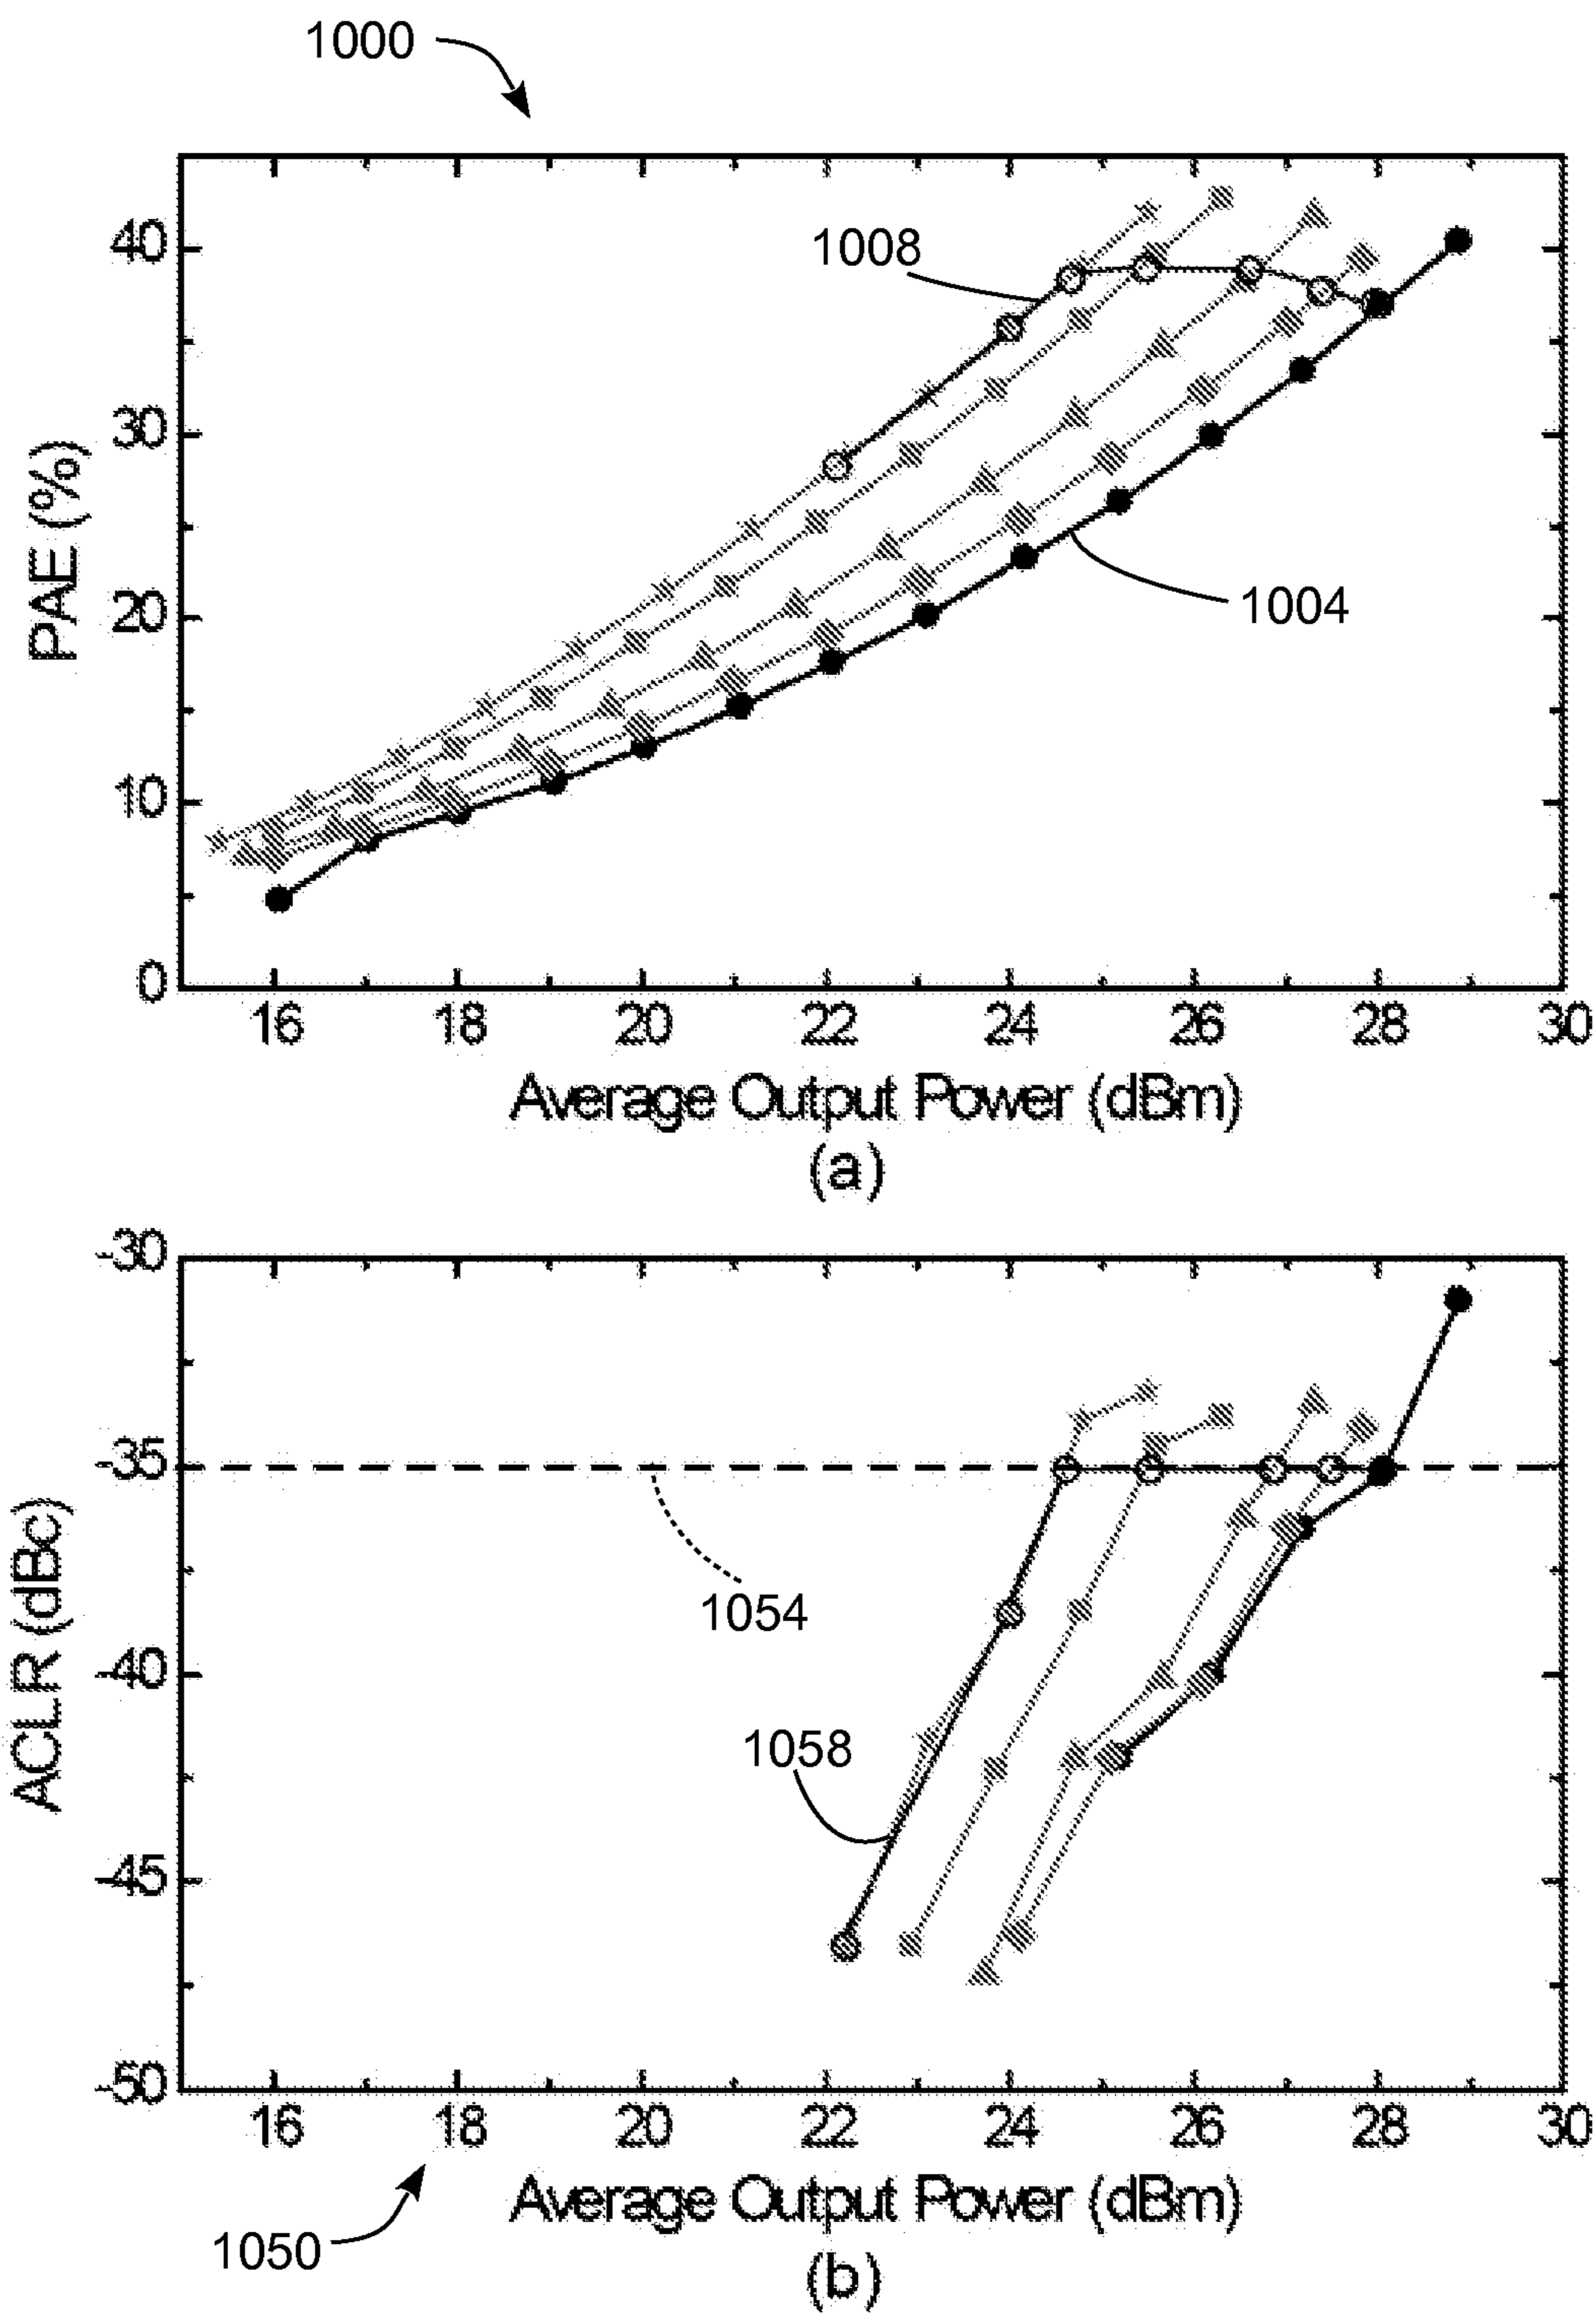 1000
40
30
20
10
0
PAE (%)
1008
1004
16 18 20 22 24 26 28 30
Average Output Power (dBm)
(a)
-30
-35
-40
-45
-50
ACLR (dBc)
1054
1058
16 18 20 22 24 26 28 30
1050
Average Output Power (dBm)
(b)